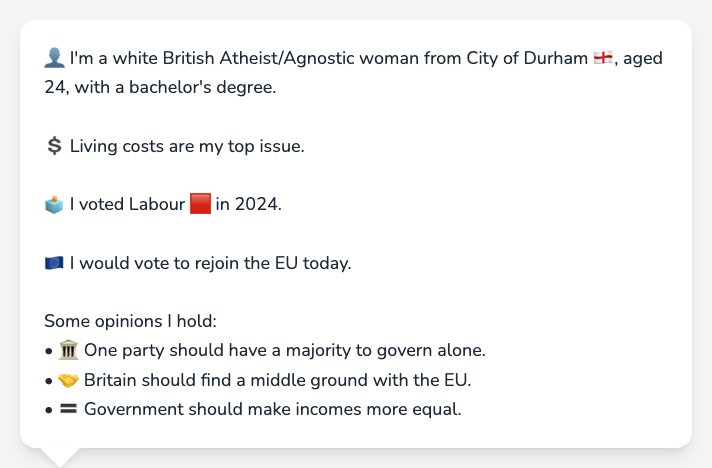 👤 I'm a white British Atheist/Agnostic woman from City of Durham 🏴󠁧󠁢󠁥󠁮󠁧󠁿, aged
24, with a bachelor's degree.
💲 Living costs are my top issue.
🗳️ I voted Labour 🟥 in 2024.
🇪🇺 I would vote to rejoin the EU today.
Some opinions I hold:
• 🏛️ One party should have a majority to govern alone.
• 🤝 Britain should find a middle ground with the EU.
• 🟰 Government should make incomes more equal.